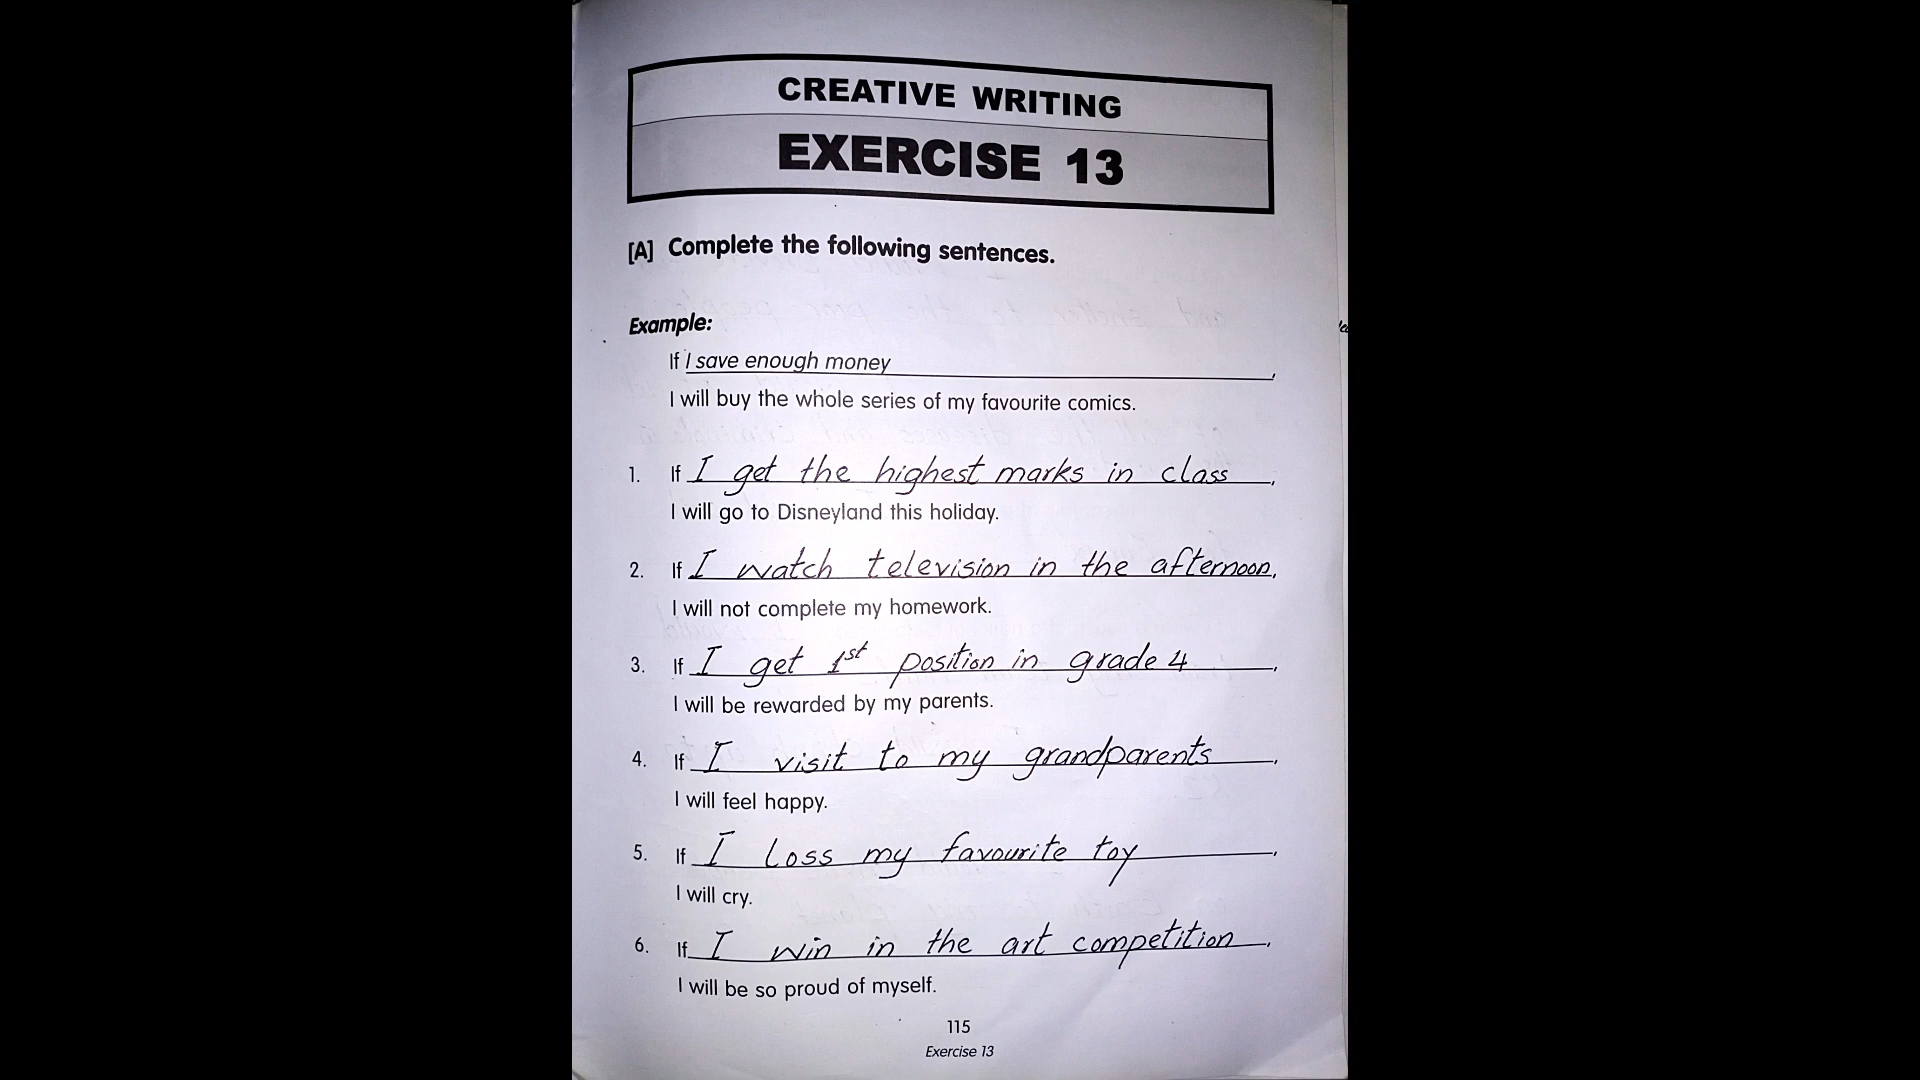 CREATIVE WRITING
EXERCISE 13
[A] Complete the following sentences.
Example:
If I save enough money,
I will buy the whole series of my favourite comics.
1. If I get the highest marks in class,
I will go to Disneyland this holiday.
2. If I watch television in the afternoon,
I will not complete my homework.
3. If I get 1st position in grade 4,
I will be rewarded by my parents.
4. If I visit to my grandparents,
I will feel happy.
5. If I loss my favourite toy,
I will cry.
6. If I win in the art competition,
I will be so proud of myself.
115
Exercise 13